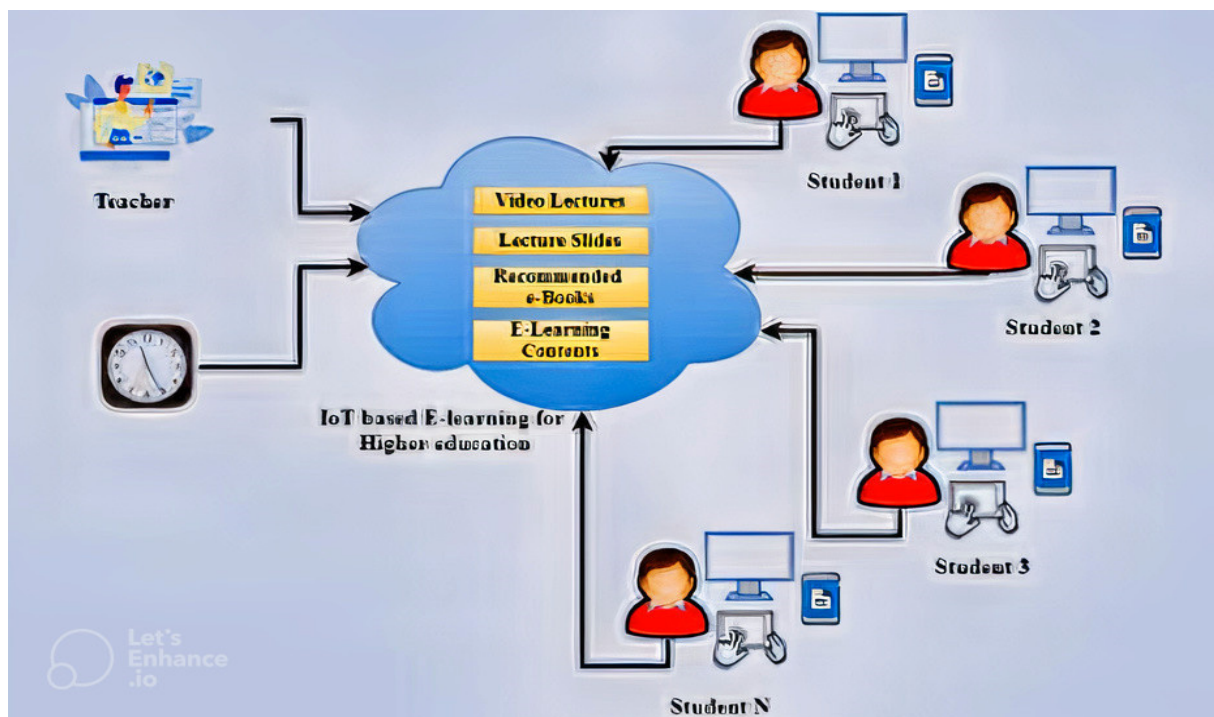 Teacher
Video Lectures
Lecture Slides
Recommended
e-Books
E-Learning
Contents
IoT based E-learning for
Higher education
Student 1
Student 2
Student 3
Student N
Let's
Enhance
.io